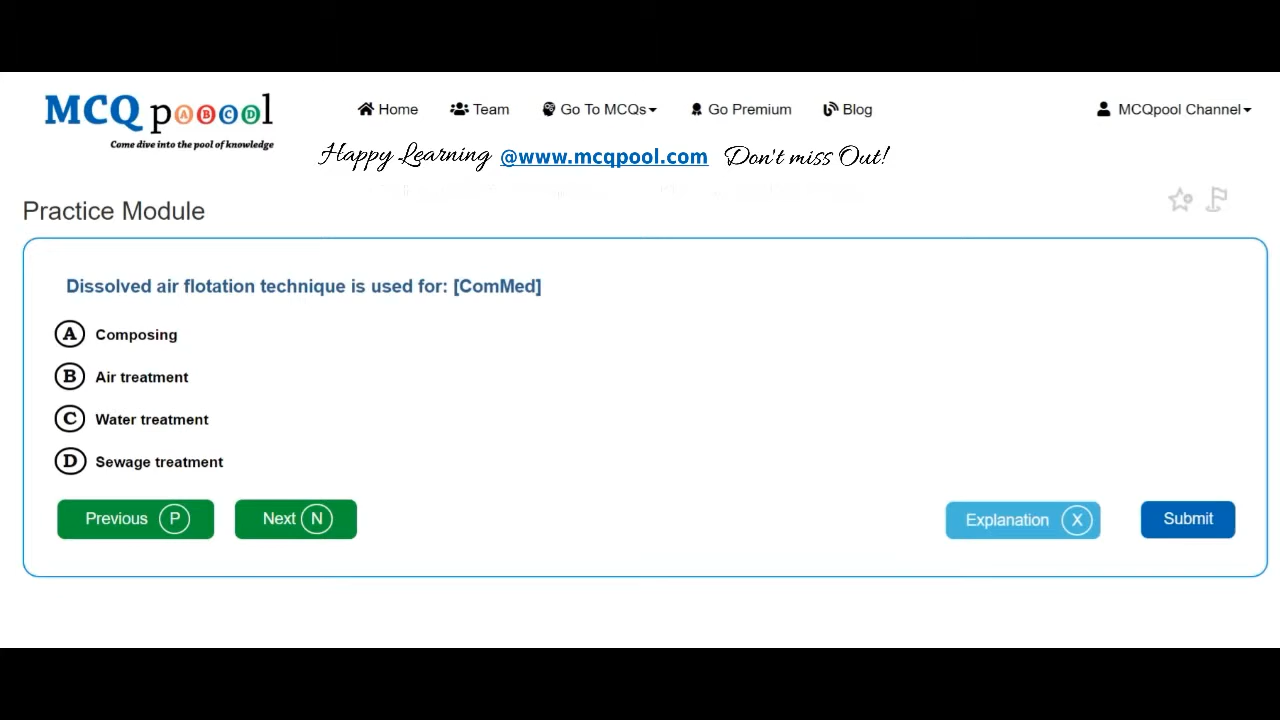 MCQ pooool
Come dive into the pool of knowledge
Home Team Go To MCQs Go Premium Blog MCQpool Channel
Happy Learning @www.mcqpool.com Don't miss Out!
Practice Module
Dissolved air flotation technique is used for: [ComMed]
A Composing
B Air treatment
C Water treatment
D Sewage treatment
Previous P Next N Explanation X Submit